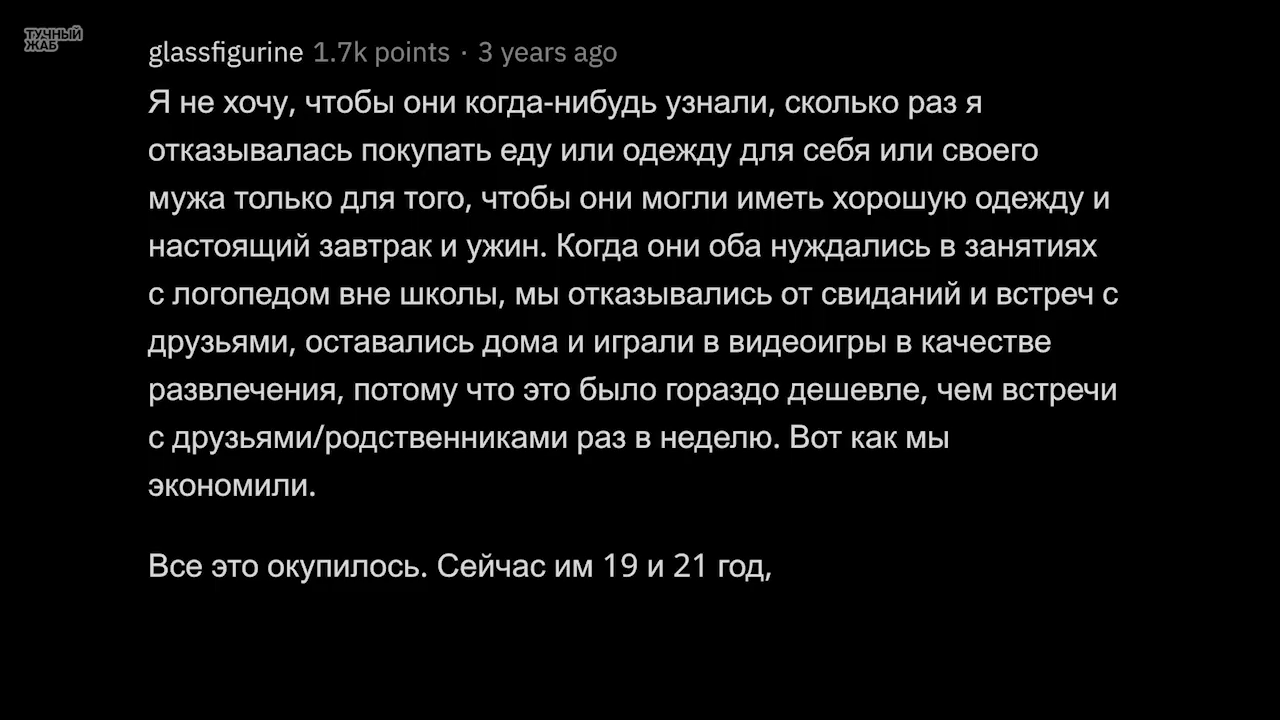 ТУЧНЫЙ
ЖАБ
glassfigurine 1.7k points · 3 years ago
Я не хочу, чтобы они когда-нибудь узнали, сколько раз я
отказывалась покупать еду или одежду для себя или своего
мужа только для того, чтобы они могли иметь хорошую одежду и
настоящий завтрак и ужин. Когда они оба нуждались в занятиях
с логопедом вне школы, мы отказывались от свиданий и встреч с
друзьями, оставались дома и играли в видеоигры в качестве
развлечения, потому что это было гораздо дешевле, чем встречи
с друзьями/родственниками раз в неделю. Вот как мы
экономили.
Все это окупилось. Сейчас им 19 и 21 год,